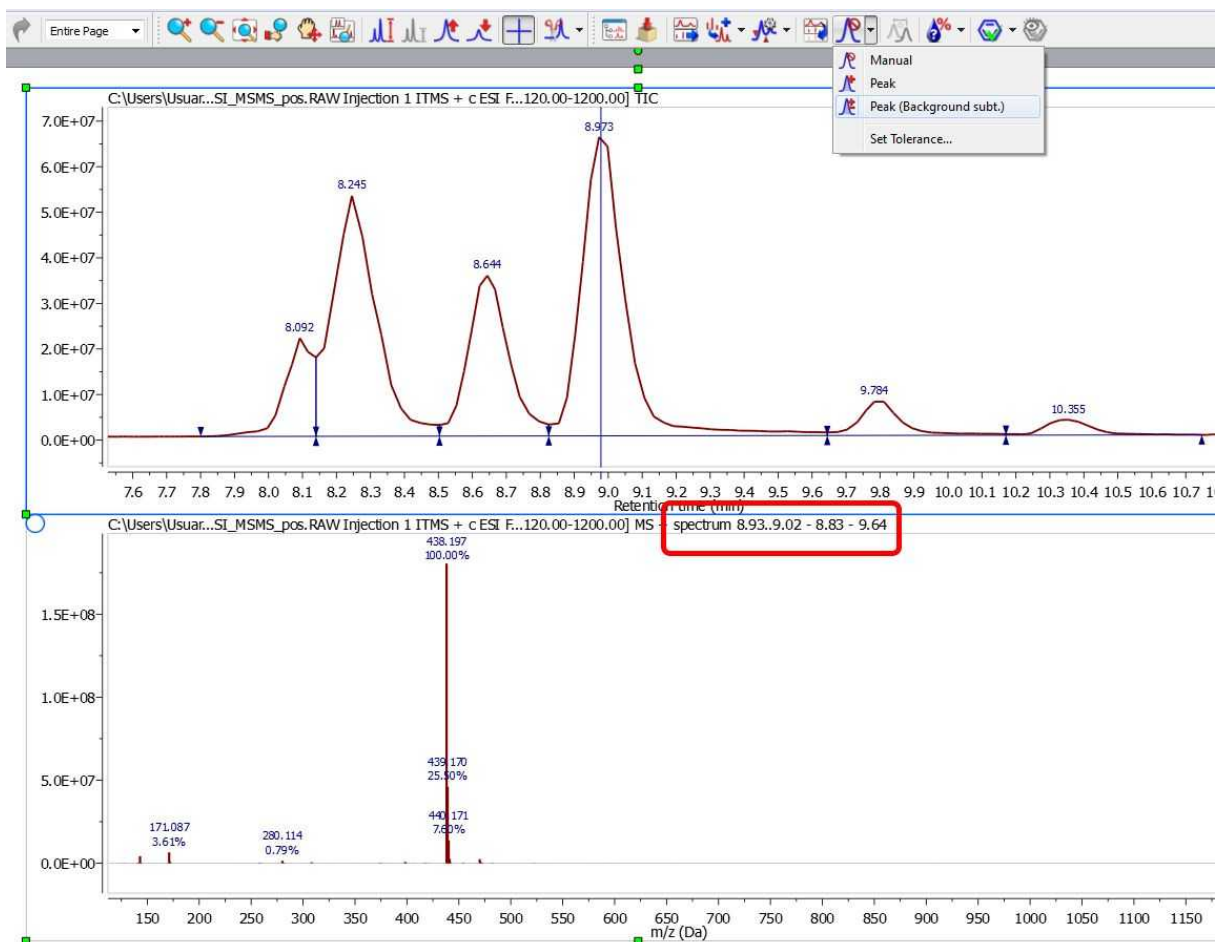 Entire Page
Manual
Peak
Peak (Background subt.)
Set Tolerance...
C:\Users\Usuar...SI_MSMS_pos.RAW Injection 1 ITMS + c ESI F...120.00-1200.00] TIC
7.0E+07
6.0E+07
5.0E+07
4.0E+07
3.0E+07
2.0E+07
1.0E+07
0.0E+00
8.092
8.245
8.644
8.973
9.784
10.355
7.6 7.7 7.8 7.9 8.0 8.1 8.2 8.3 8.4 8.5 8.6 8.7 8.8 8.9 9.0 9.1 9.2 9.3 9.4 9.5 9.6 9.7 9.8 9.9 10.0 10.1 10.2 10.3 10.4 10.5 10.6 10.7
Retention time (min)
C:\Users\Usuar...SI_MSMS_pos.RAW Injection 1 ITMS + c ESI F...120.00-1200.00] MS + spectrum 8.93..9.02 - 8.83 - 9.64
438.197
100.00%
1.5E+08
1.0E+08
5.0E+07
0.0E+00
439.170
25.50%
440.171
7.60%
171.087
3.61%
280.114
0.79%
150 200 250 300 350 400 450 500 550 600 650 700 750 800 850 900 950 1000 1050 1100 1150
m/z (Da)